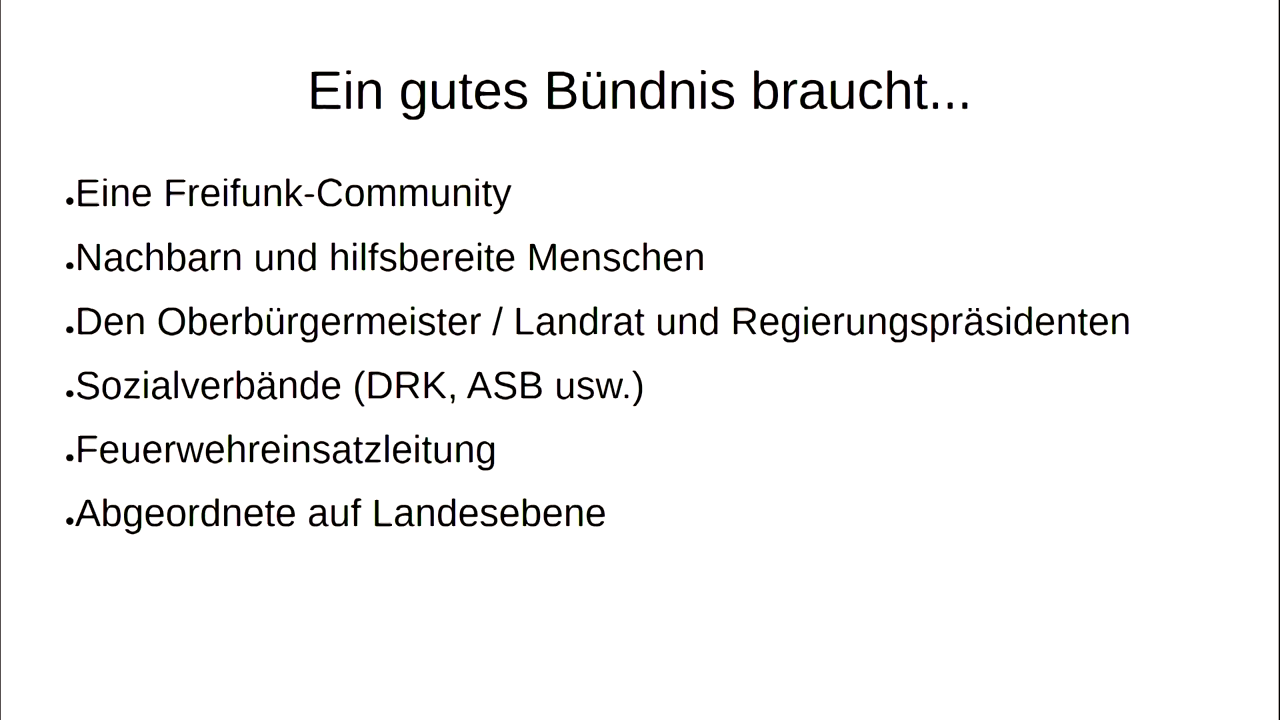 Ein gutes Bündnis braucht...
•Eine Freifunk-Community
•Nachbarn und hilfsbereite Menschen
•Den Oberbürgermeister / Landrat und Regierungspräsidenten
•Sozialverbände (DRK, ASB usw.)
•Feuerwehreinsatzleitung
•Abgeordnete auf Landesebene